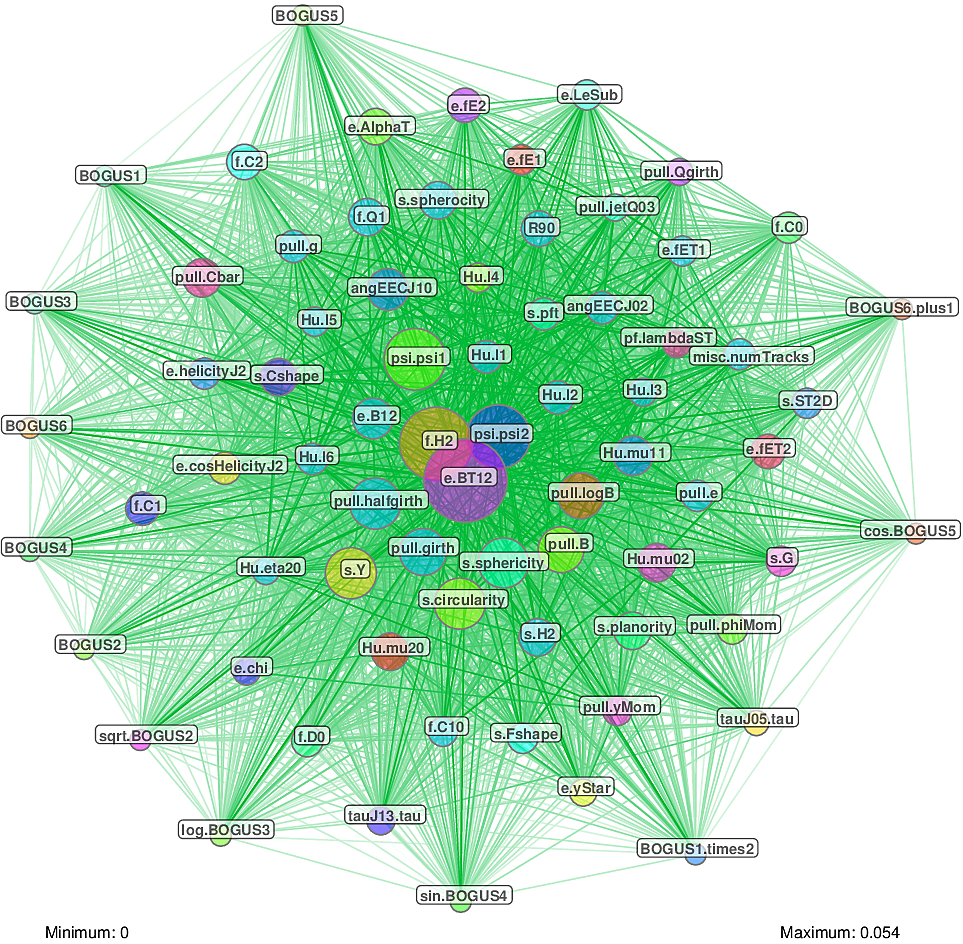 BOGUS5
e.LeSub
e.fE2
e.AlphaT
e.fE1
f.C2
pull.Qgirth
BOGUS1
s.spherocity
pull.jetQ03
f.Q1
R90
f.C0
pull.g
e.fET1
pull.Cbar
Hu.I4
angEECJ10
BOGUS3
angEECJ02
BOGUS6.plus1
s.pft
Hu.I5
pf.lambdaST
Hu.I1
misc.numTracks
psi.psi1
e.helicityJ2
s.Cshape
Hu.I3
Hu.I2
s.ST2D
e.B12
BOGUS6
psi.psi2
f.H2
e.fET2
Hu.mu11
Hu.I6
e.cosHelicityJ2
e.BT12
pull.logB
pull.e
pull.halfgirth
f.C1
cos.BOGUS5
BOGUS4
pull.girth
pull.B
Hu.mu02
s.G
s.sphericity
Hu.eta20
s.Y
s.circularity
pull.phiMom
s.planority
s.H2
BOGUS2
Hu.mu20
e.chi
pull.yMom
tauJ05.tau
f.C10
sqrt.BOGUS2
f.D0
s.Fshape
e.yStar
tauJ13.tau
log.BOGUS3
BOGUS1.times2
sin.BOGUS4
Minimum: 0
Maximum: 0.054